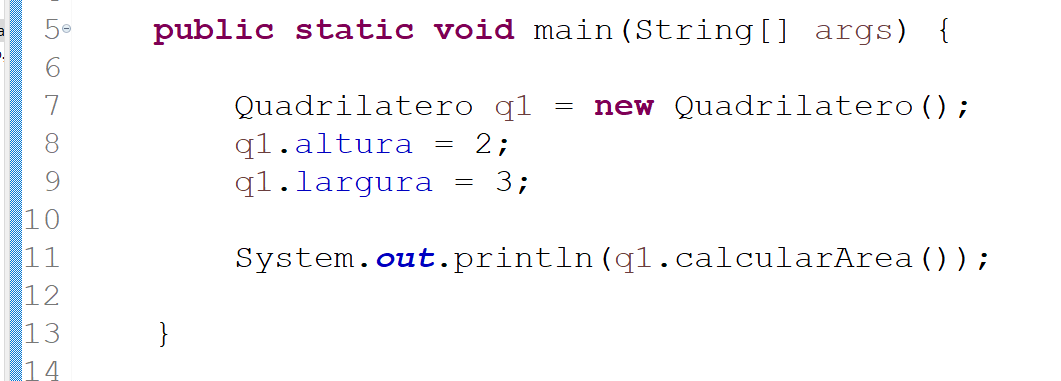 5 public static void main(String[] args) {
6
7 Quadrilatero q1 = new Quadrilatero();
8 q1.altura = 2;
9 q1.largura = 3;
10
11 System.out.println(q1.calcularArea());
12
13 }
14